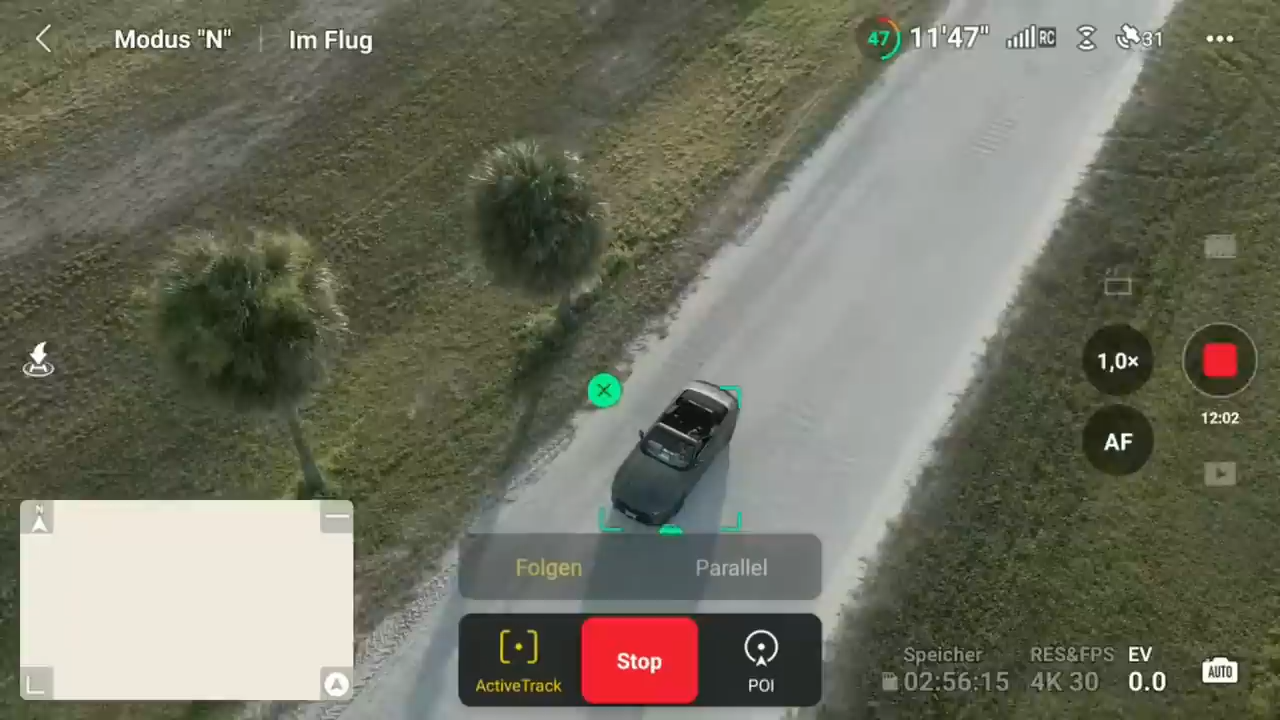 Modus "N"
Im Flug
47
11'47"
RC
31
1,0×
AF
12:02
N
Folgen
Parallel
ActiveTrack
Stop
POI
Speicher
02:56:15
RES&FPS
4K 30
EV
0.0
AUTO